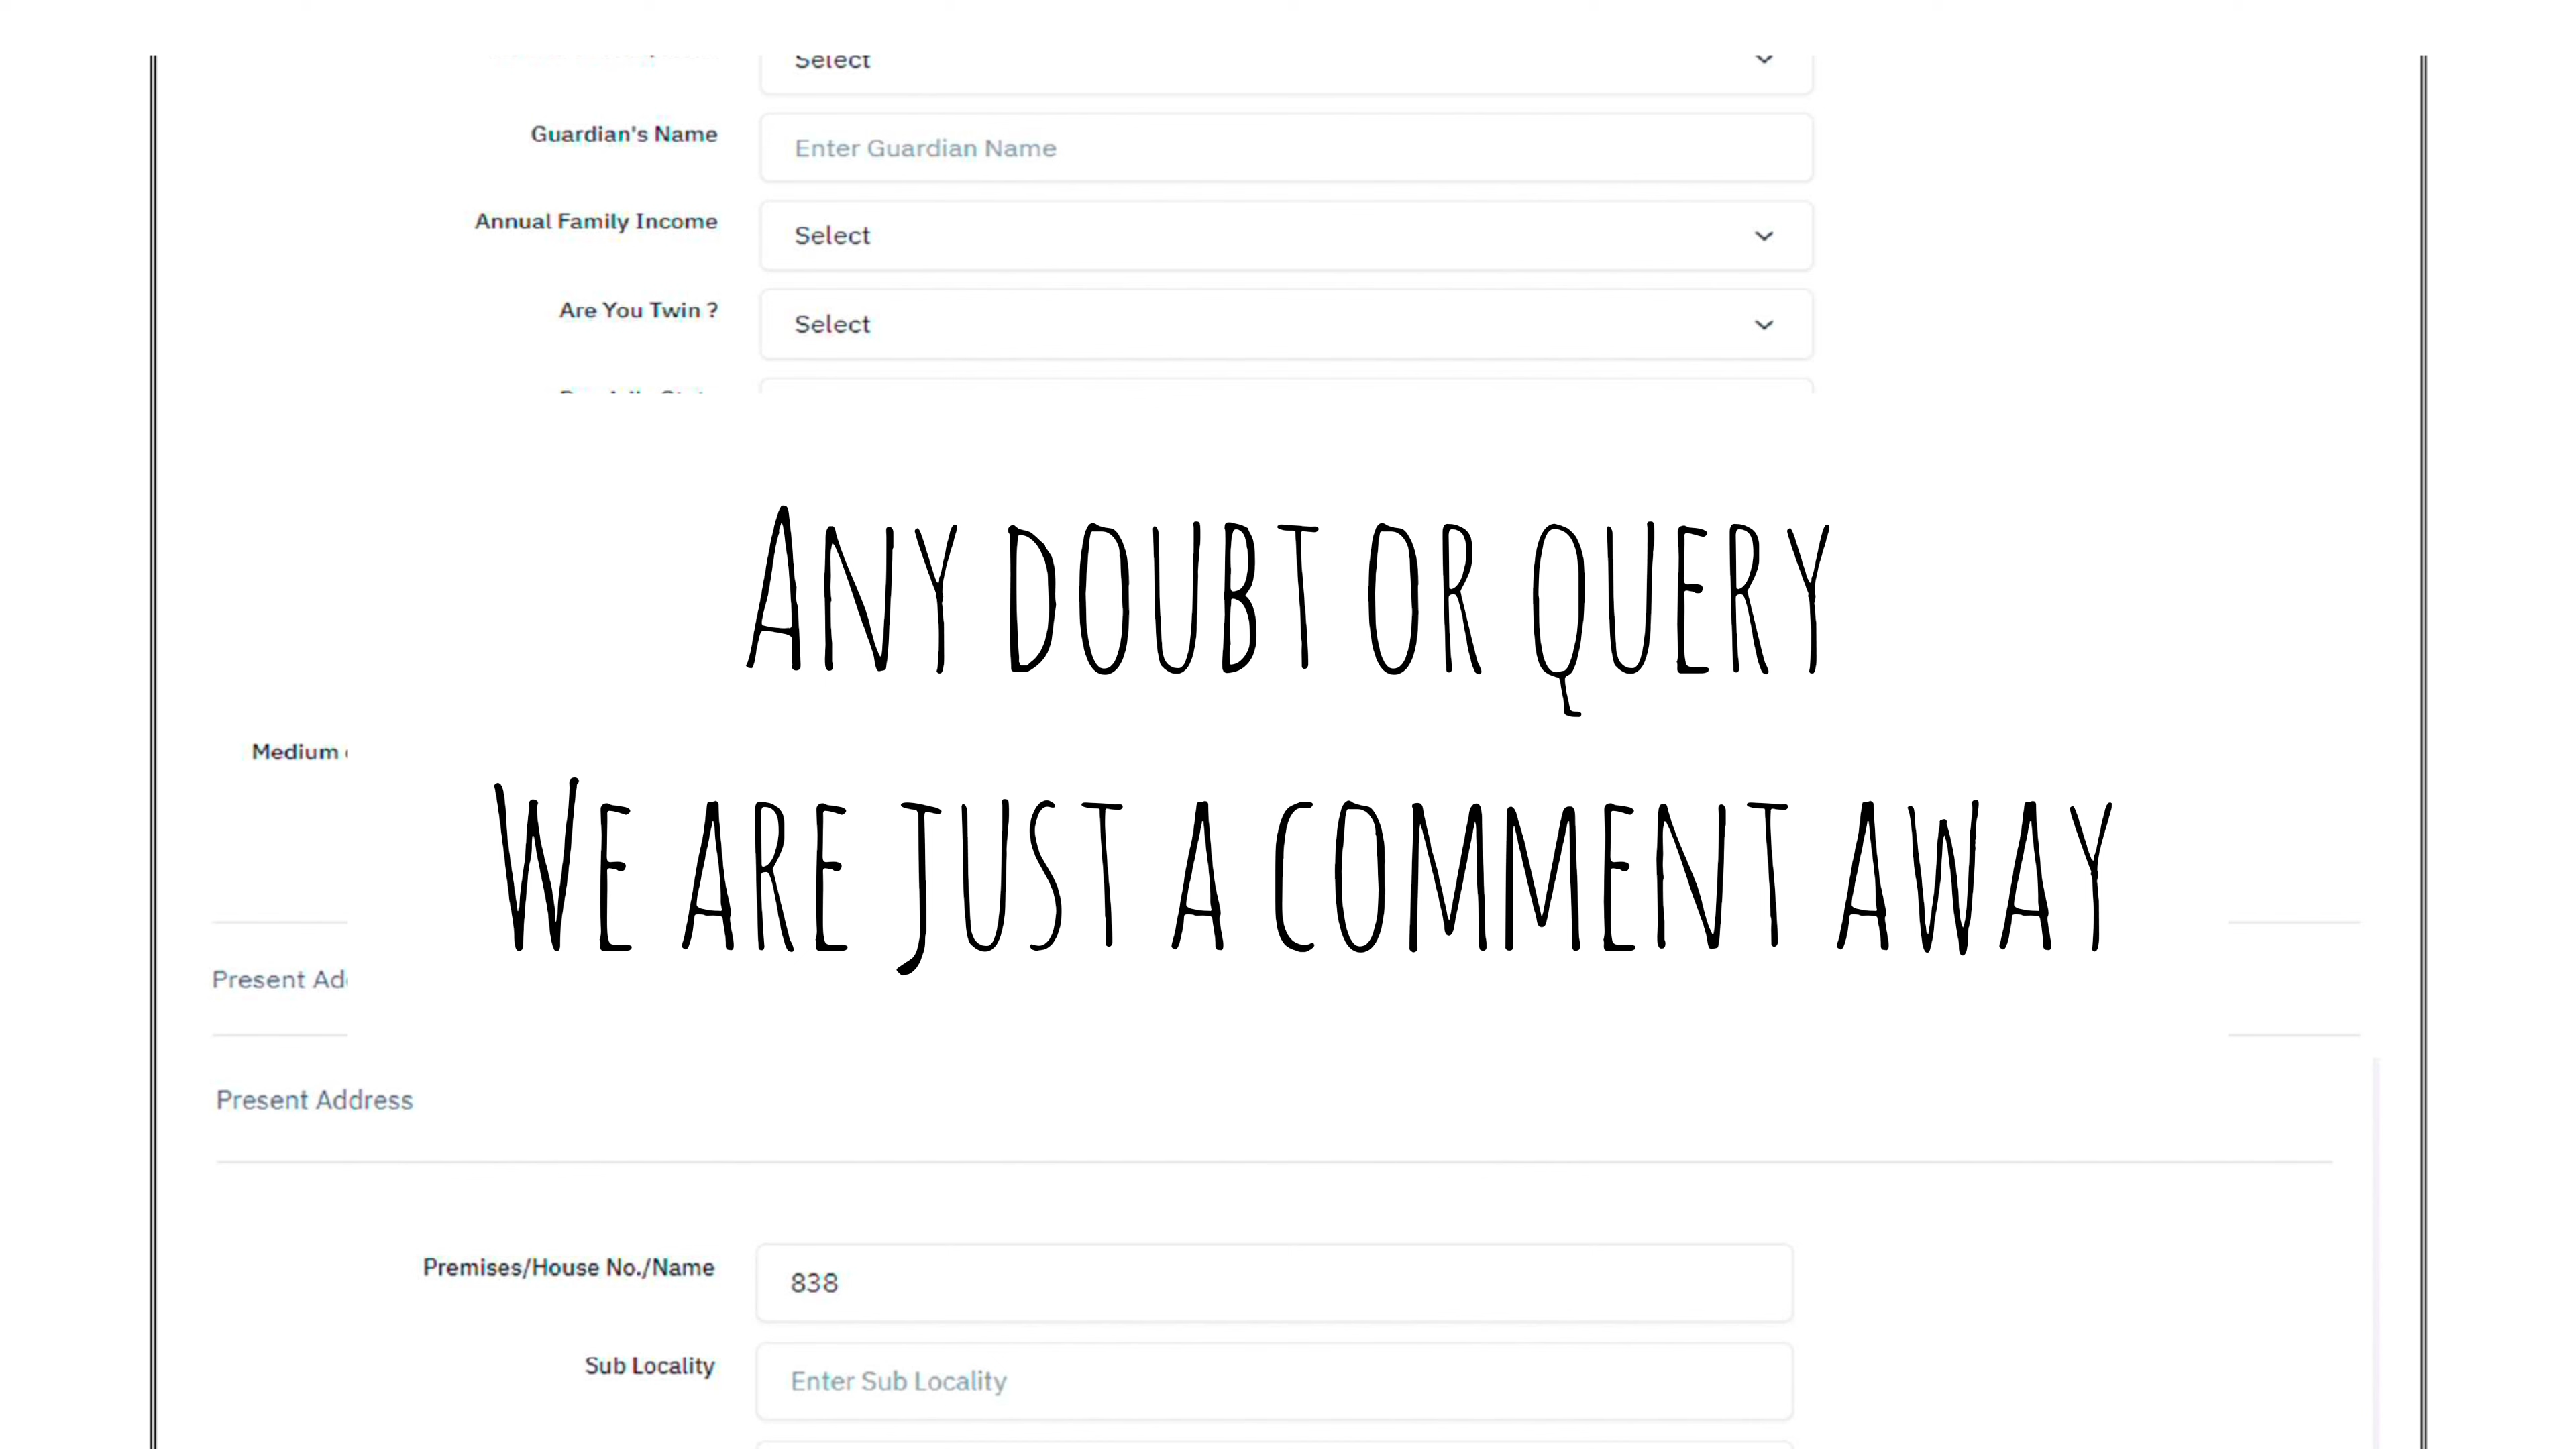 Select
Guardian's Name
Enter Guardian Name
Annual Family Income
Select
Are You Twin ?
Select
Any doubt or query
Medium
We are just a comment away
Present Ad
Present Address
Premises/House No./Name
838
Sub Locality
Enter Sub Locality